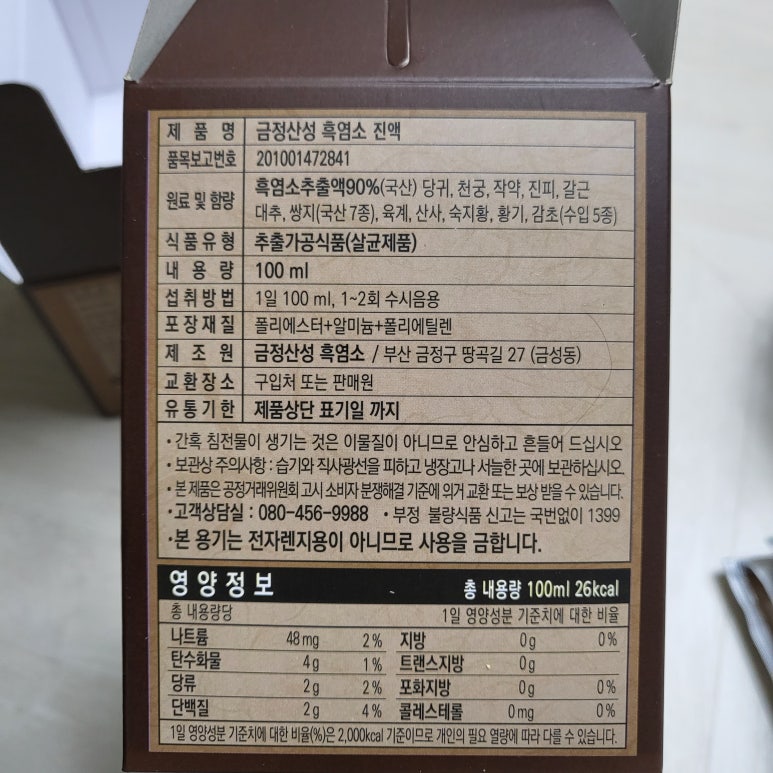 제 품 명 금정산성 흑염소 진액
품목보고번호 201001472841
원료 및 함량 흑염소추출액90%(국산) 당귀, 천궁, 작약, 진피, 갈근
대추, 쌍지(국산 7종), 육계, 산사, 숙지황, 황기, 감초(수입 5종)
식 품 유 형 추출가공식품(살균제품)
내 용 량 100 ml
섭 취 방 법 1일 100 ml, 1~2회 수시음용
포 장 재 질 폴리에스터+알미늄+폴리에틸렌
제 조 원 금정산성 흑염소 / 부산 금정구 땅곡길 27 (금성동)
교 환 장 소 구입처 또는 판매원
유 통 기 한 제품상단 표기일 까지
· 간혹 침전물이 생기는 것은 이물질이 아니므로 안심하고 흔들어 드십시오
· 보관상 주의사항 : 습기와 직사광선을 피하고 냉장고나 서늘한 곳에 보관하십시오.
· 본 제품은 공정거래위원회 고시 소비자 분쟁해결 기준에 의거 교환 또는 보상 받을 수 있습니다.
· 고객상담실 : 080-456-9988 · 부정 불량식품 신고는 국번없이 1399
· 본 용기는 전자렌지용이 아니므로 사용을 금합니다.
영 양 정 보 총 내용량 100ml 26kcal
총 내용량당 1일 영양성분 기준치에 대한 비율
나트륨 48 mg 2% 지방 0 g 0%
탄수화물 4 g 1% 트랜스지방 0 g
당류 2 g 2% 포화지방 0 g 0%
단백질 2 g 4% 콜레스테롤 0 mg 0%
1일 영양성분 기준치에 대한 비율(%)은 2,000kcal 기준이므로 개인의 필요 열량에 따라 다를 수 있습니다.